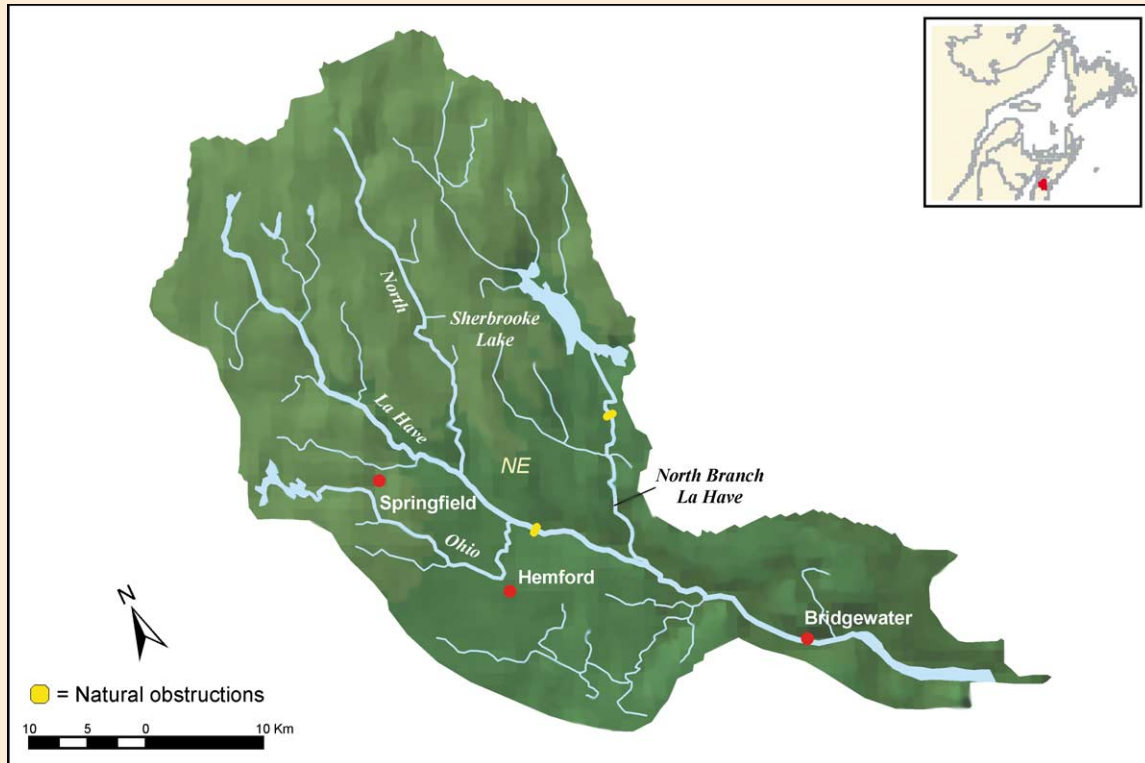 North
Sherbrooke
Lake
La Have
NE
North Branch
La Have
Springfield
Ohio
Hemford
Bridgewater
N
= Natural obstructions
10 5 0 10 Km